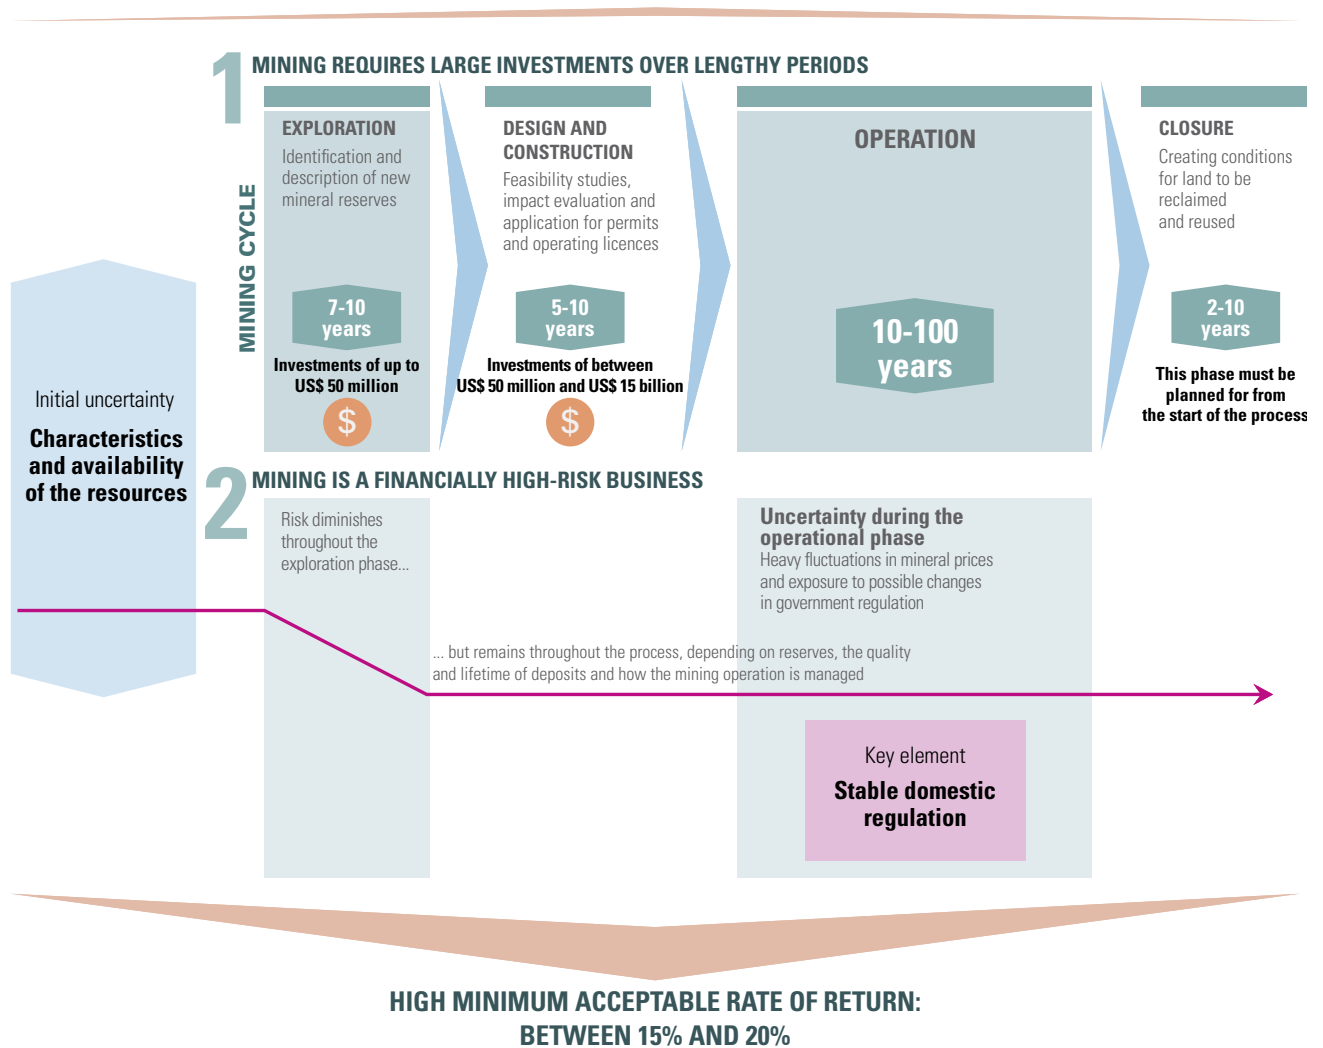 1
MINING REQUIRES LARGE INVESTMENTS OVER LENGTHY PERIODS
MINING CYCLE
EXPLORATION
Identification and
description of new
mineral reserves
7-10
years
Investments of up to
US$ 50 million
$
DESIGN AND
CONSTRUCTION
Feasibility studies,
impact evaluation and
application for permits
and operating licences
5-10
years
Investments of between
US$ 50 million and US$ 15 billion
$
OPERATION
10-100
years
CLOSURE
Creating conditions
for land to be
reclaimed
and reused
2-10
years
This phase must be
planned for from
the start of the process
Initial uncertainty
Characteristics
and availability
of the resources
2
MINING IS A FINANCIALLY HIGH-RISK BUSINESS
Risk diminishes
throughout the
exploration phase...
... but remains throughout the process, depending on reserves, the quality
and lifetime of deposits and how the mining operation is managed
Uncertainty during the
operational phase
Heavy fluctuations in mineral prices
and exposure to possible changes
in government regulation
Key element
Stable domestic
regulation
HIGH MINIMUM ACCEPTABLE RATE OF RETURN:
BETWEEN 15% AND 20%